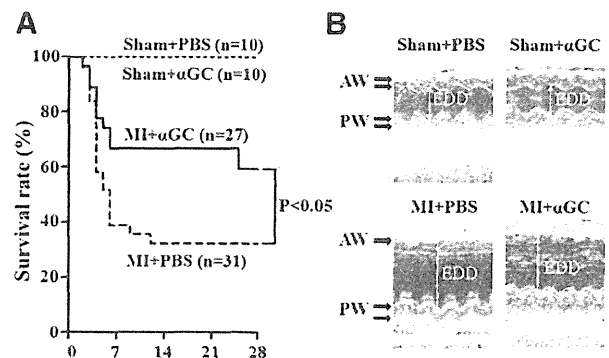 A
Survival rate (%)
100
80
60
40
20
0
0 7 14 21 28
Sham+PBS (n=10)
Sham+αGC (n=10)
MI+αGC (n=27)
P<0.05
MI+PBS (n=31)
B
Sham+PBS Sham+αGC
AW
EDD EDD
PW
MI+PBS MI+αGC
AW
EDD EDD
PW